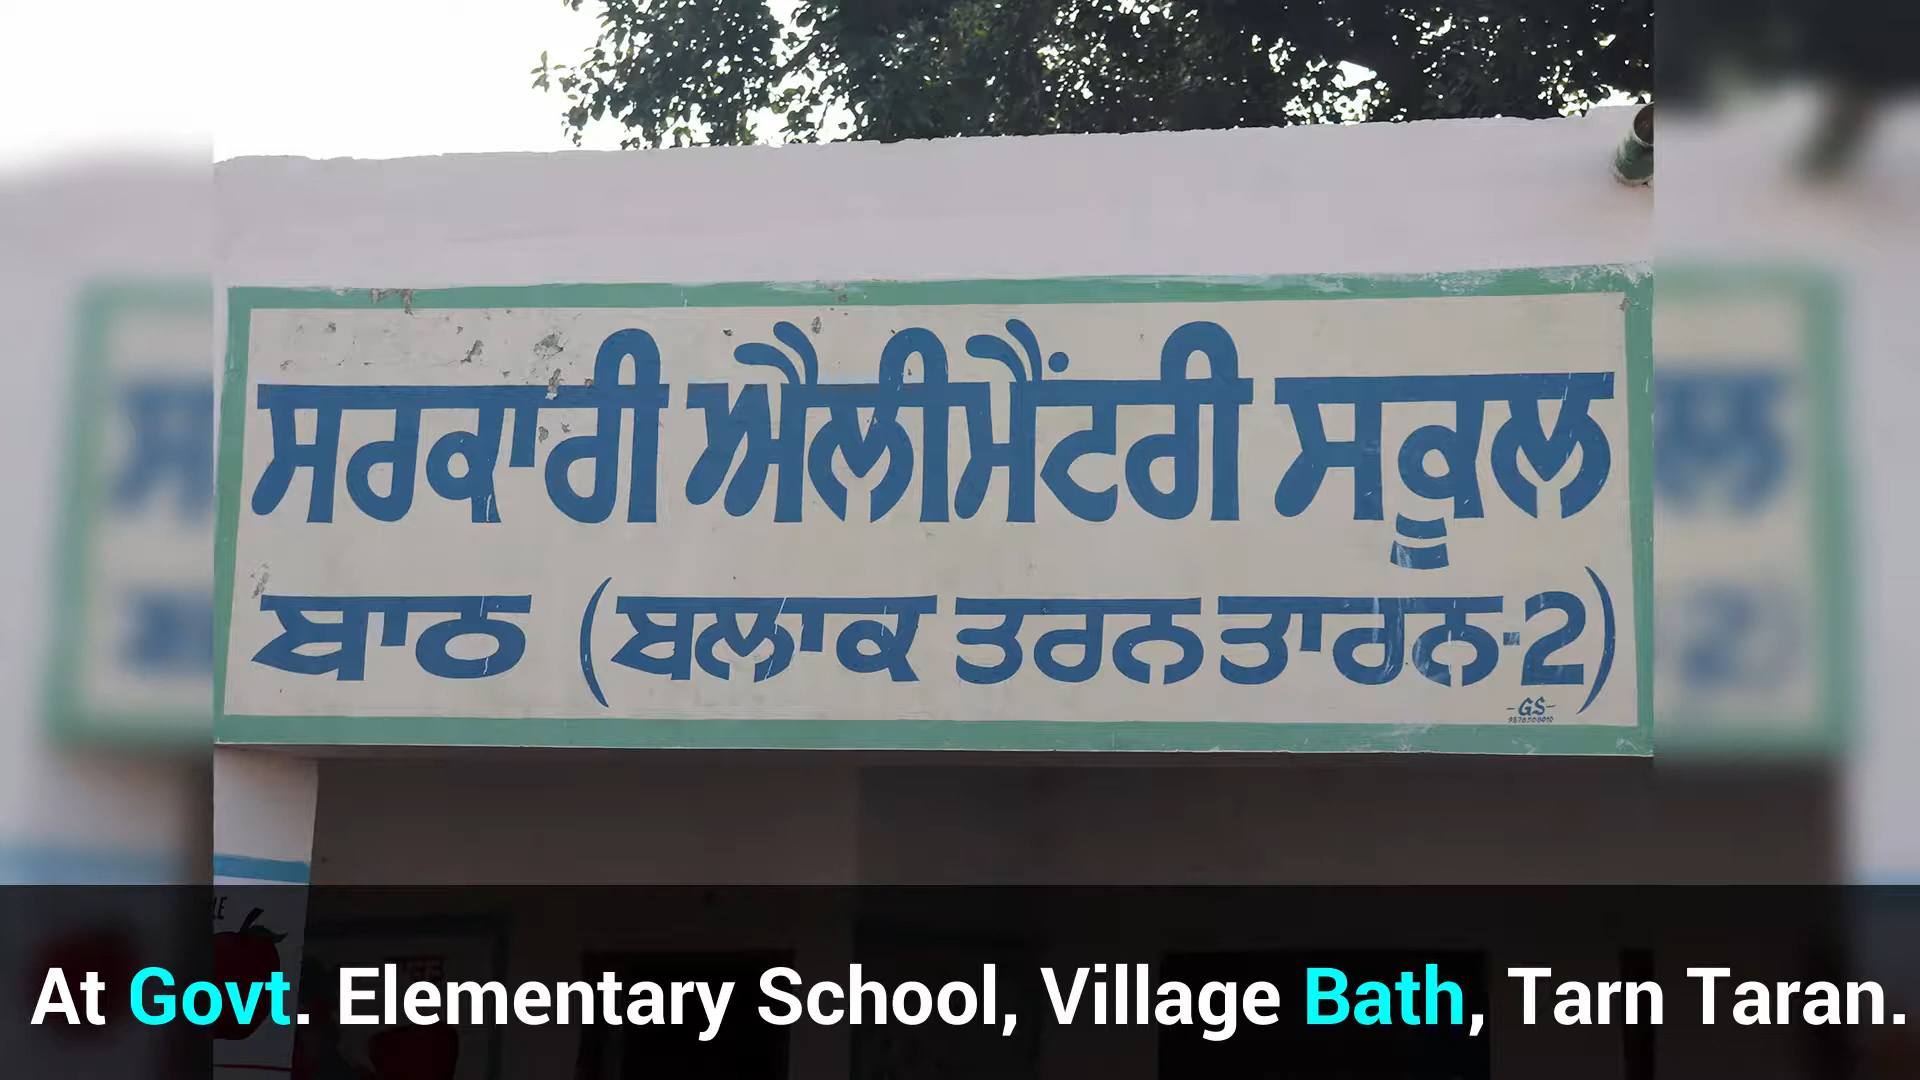 ਸਰਕਾਰੀ ਐਲੀਮੈਂਟਰੀ ਸਕੂਲ
ਬਾਠ (ਬਲਾਕ ਤਰਨ ਤਾਰਨ-2)
-GS-
At Govt. Elementary School, Village Bath, Tarn Taran.